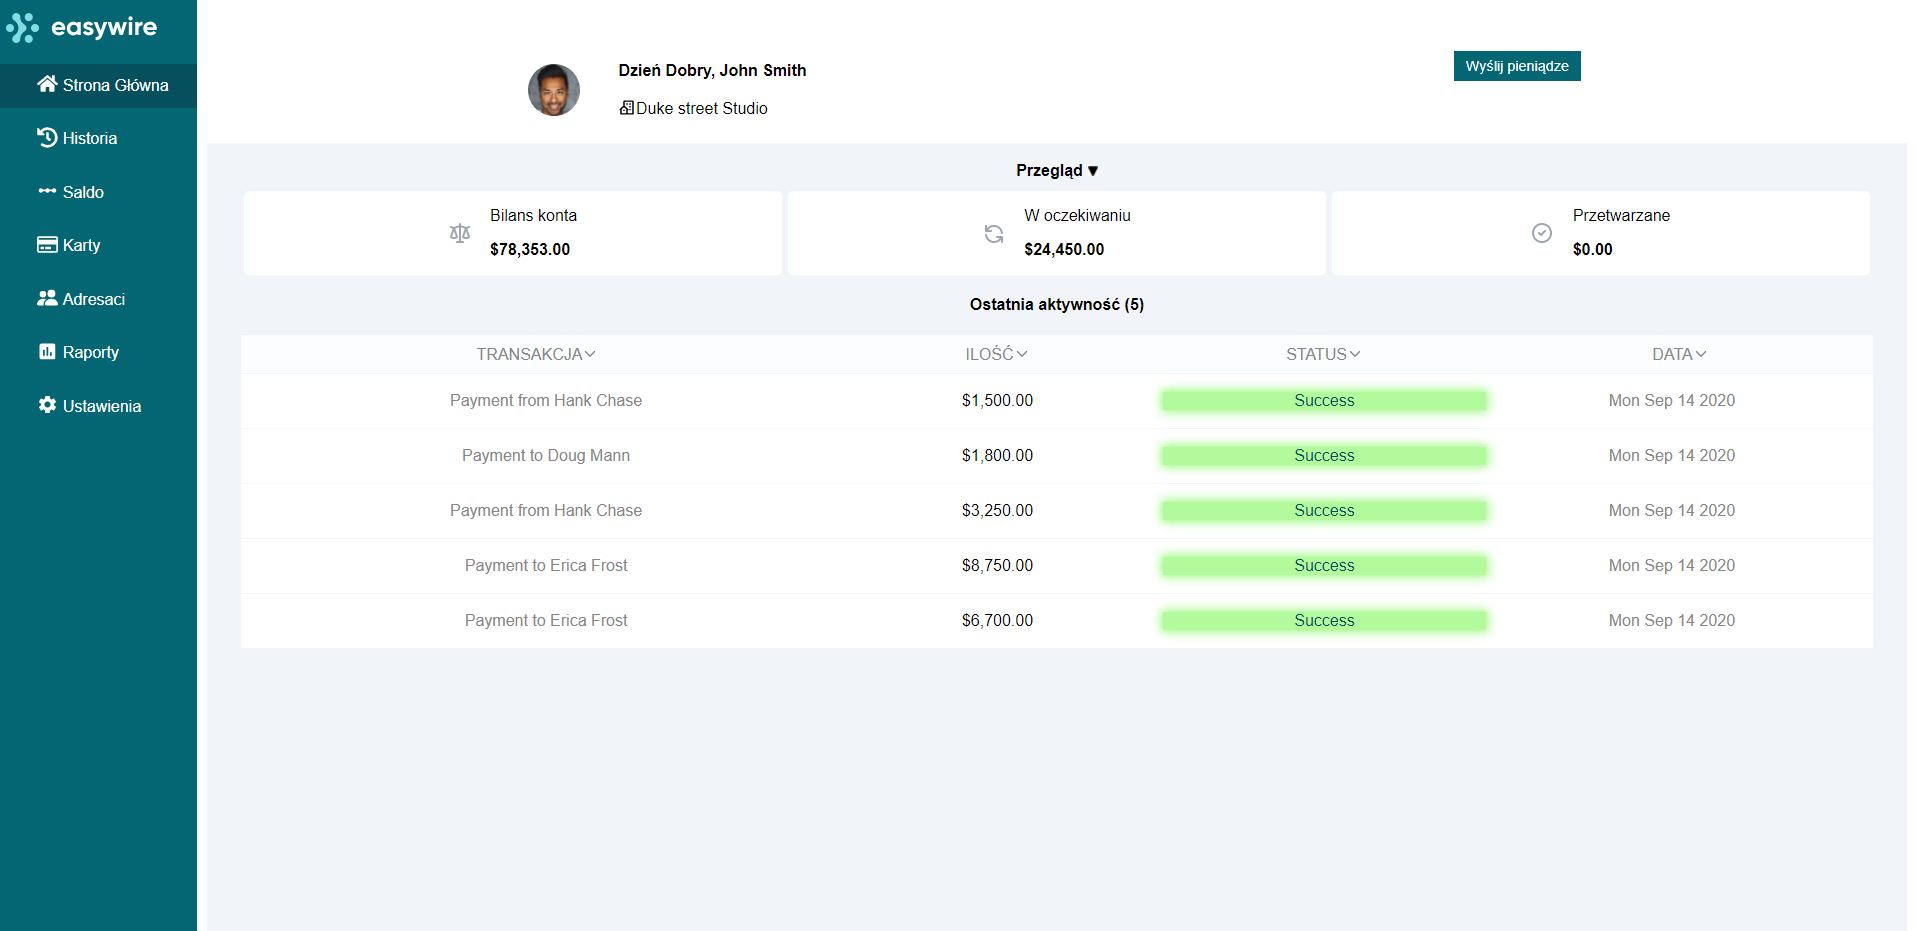 easywire
Strona Główna
Historia
Saldo
Karty
Adresaci
Raporty
Ustawienia
Dzień Dobry, John Smith
Duke street Studio
Wyślij pieniądze
Przegląd ▼
Bilans konta
$78,353.00
W oczekiwaniu
$24,450.00
Przetwarzane
$0.00
Ostatnia aktywność (5)
TRANSAKCJA ILOŚĆ STATUS DATA
Payment from Hank Chase $1,500.00 Success Mon Sep 14 2020
Payment to Doug Mann $1,800.00 Success Mon Sep 14 2020
Payment from Hank Chase $3,250.00 Success Mon Sep 14 2020
Payment to Erica Frost $8,750.00 Success Mon Sep 14 2020
Payment to Erica Frost $6,700.00 Success Mon Sep 14 2020